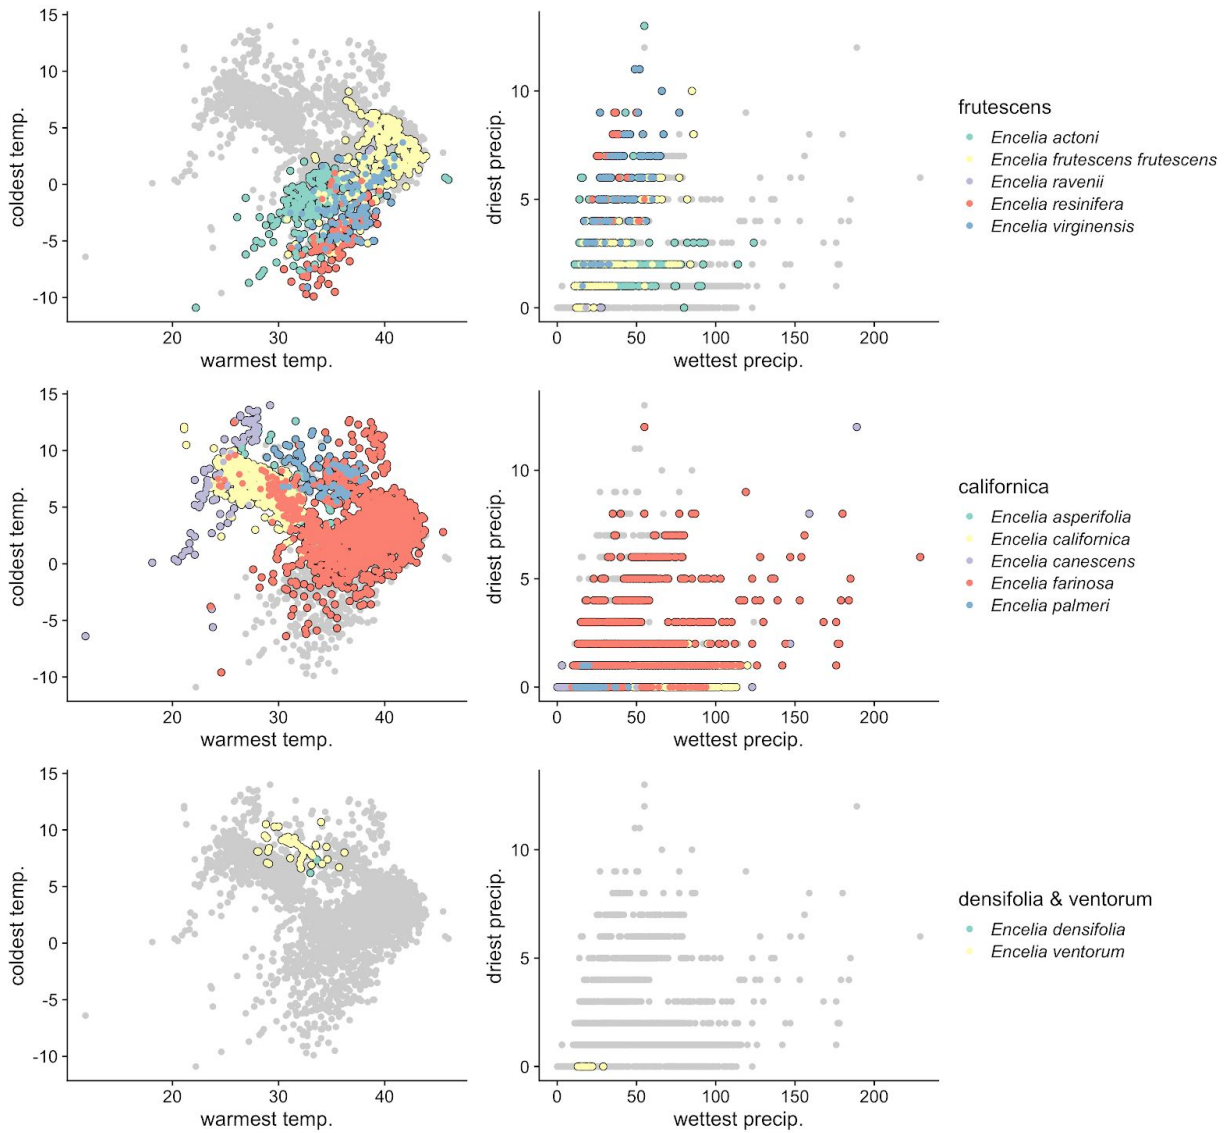 15
10
5
0
-5
-10
coldest temp.
20 30 40
warmest temp.
10
5
0
driest precip.
0 50 100 150 200
wettest precip.
frutescens
Encelia actoni
Encelia frutescens frutescens
Encelia ravenii
Encelia resinifera
Encelia virginensis
15
10
5
0
-5
-10
coldest temp.
20 30 40
warmest temp.
10
5
0
driest precip.
0 50 100 150 200
wettest precip.
californica
Encelia asperifolia
Encelia californica
Encelia canescens
Encelia farinosa
Encelia palmeri
15
10
5
0
-5
-10
coldest temp.
20 30 40
warmest temp.
10
5
0
driest precip.
0 50 100 150 200
wettest precip.
densifolia & ventorum
Encelia densifolia
Encelia ventorum